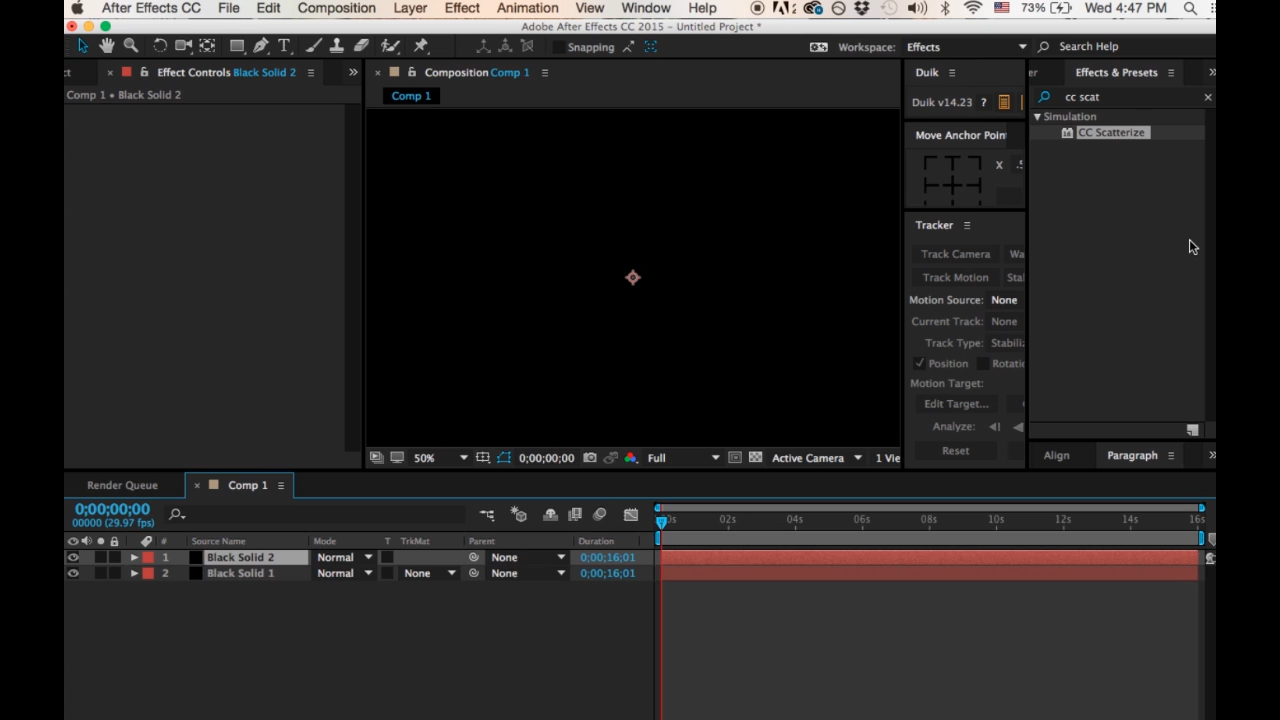 After Effects CC File Edit Composition Layer Effect Animation View Window Help 73% Wed 4:47 PM
Adobe After Effects CC 2015 - Untitled Project *
Snapping Workspace: Effects Search Help
Effect Controls Black Solid 2 Composition Comp 1 Duik Effects & Presets
Comp 1 • Black Solid 2 Comp 1 Duik v14.23 ? cc scat
Simulation
CC Scatterize
Move Anchor Poin
X
Tracker
Track Camera Wa
Track Motion Stal
Motion Source: None
Current Track: None
Track Type: Stabili
Position Rotati
Motion Target:
Edit Target...
Analyze:
Reset
50% 0;00;00;00 Full Active Camera 1 Vie Align Paragraph
Render Queue Comp 1
0;00;00;00
00000 (29.97 fps)
02s 04s 06s 08s 10s 12s 14s 16s
# Source Name Mode T TrkMat Parent Duration
1 Black Solid 2 Normal None 0;00;16;01
2 Black Solid 1 Normal None None 0;00;16;01